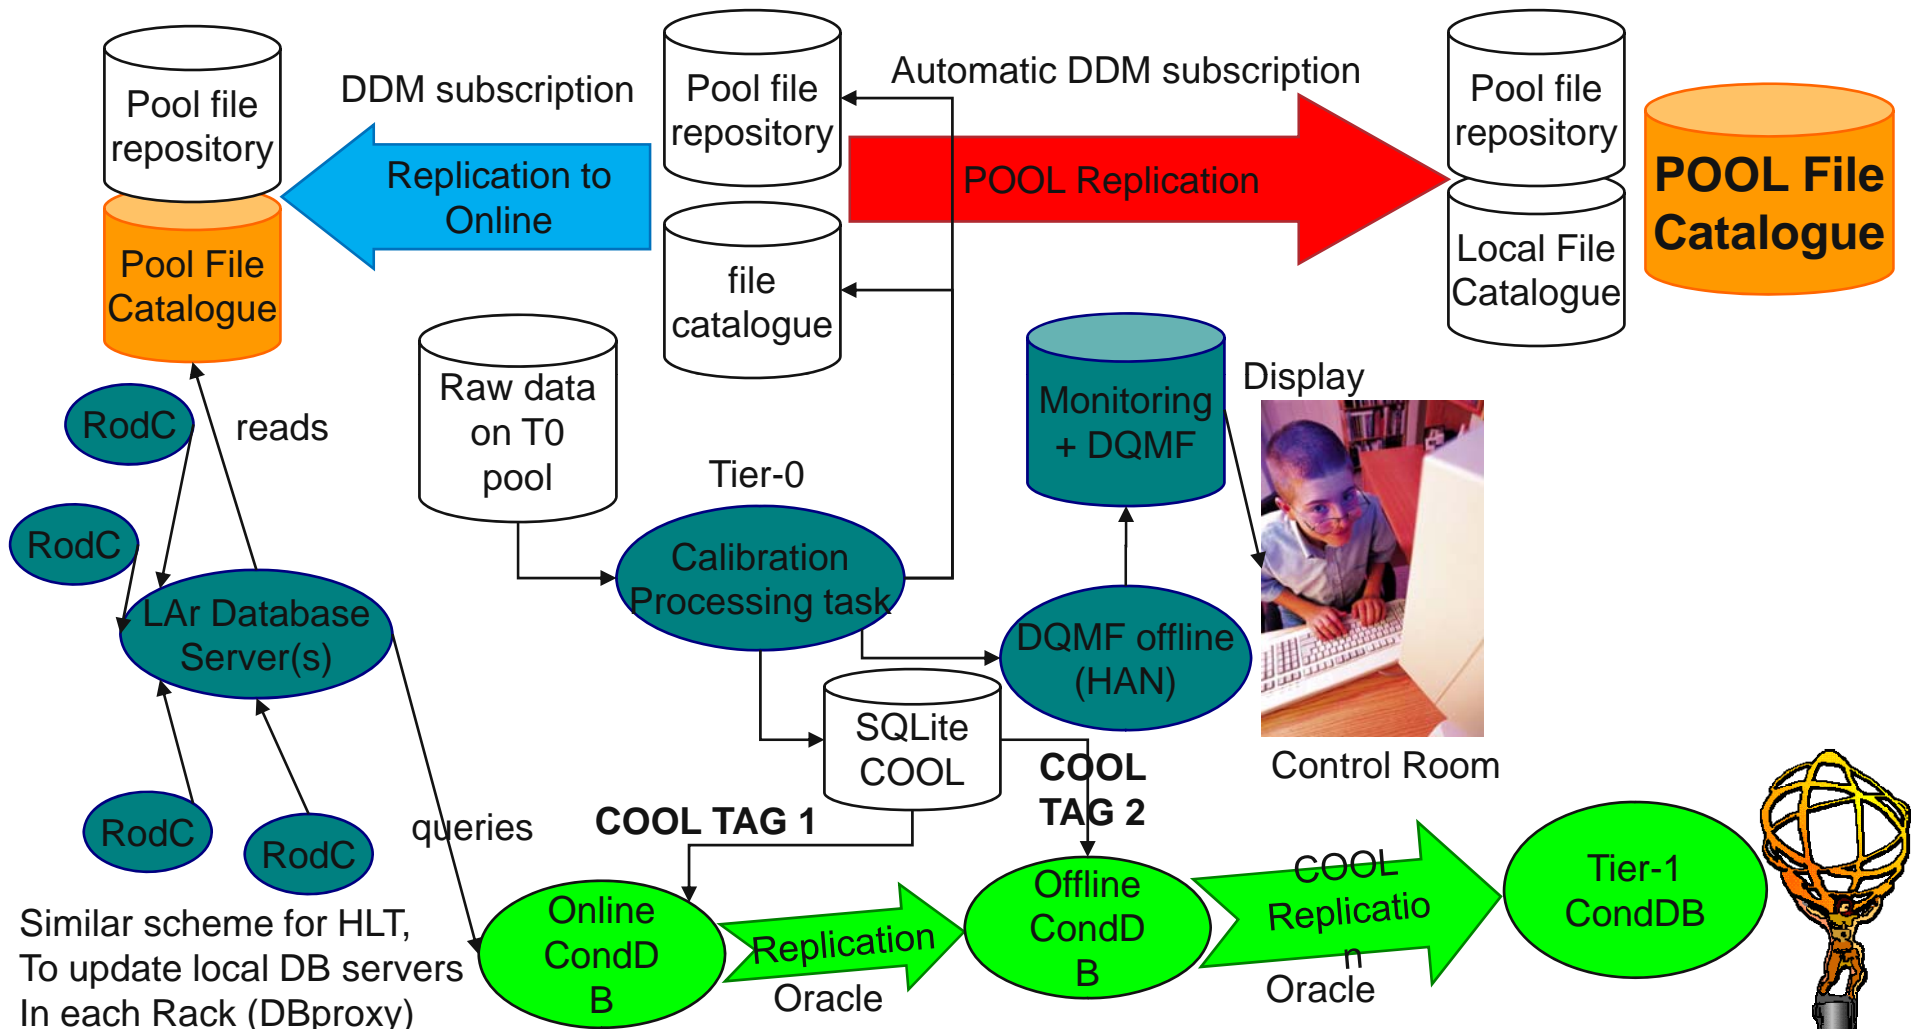 Pool file
repository
DDM subscription
Pool file
repository
Automatic DDM subscription
Pool file
repository
POOL File
Catalogue
Replication to
Online
POOL Replication
Pool File
Catalogue
file
catalogue
Local File
Catalogue
RodC
reads
Raw data
on T0
pool
Tier-0
Monitoring
+ DQMF
Display
RodC
Calibration
Processing task
LAr Database
Server(s)
DQMF offline
(HAN)
SQLite
COOL
COOL
TAG 2
Control Room
RodC
RodC
queries
COOL TAG 1
Online
CondD
B
Replication
Oracle
Offline
CondD
B
COOL
Replicatio
n
Oracle
Tier-1
CondDB
Similar scheme for HLT,
To update local DB servers
In each Rack (DBproxy)